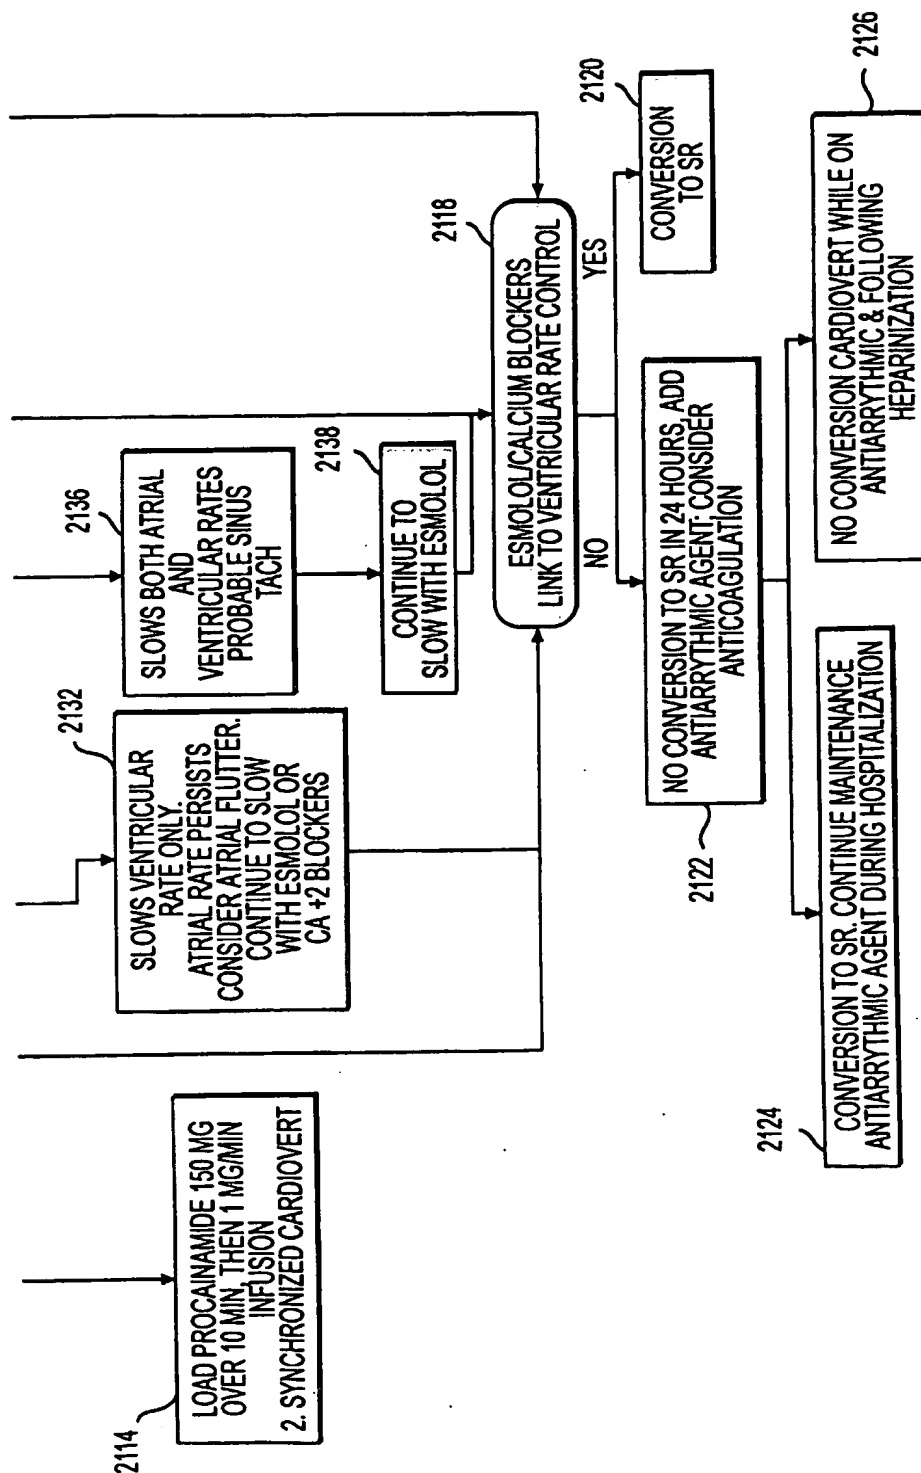 2114
LOAD PROCAINAMIDE 150 MG
OVER 10 MIN, THEN 1 MG/MIN
INFUSION
2. SYNCHRONIZED CARDIOVERT
2132
SLOWS VENTRICULAR
RATE ONLY.
ATRIAL RATE PERSISTS
CONSIDER ATRIAL FLUTTER.
CONTINUE TO SLOW
WITH ESMOLOL OR
CA +2 BLOCKERS
2136
SLOWS BOTH ATRIAL
AND
VENTRICULAR RATES
PROBABLE SINUS
TACH
2138
CONTINUE TO
SLOW WITH ESMOLOL
2118
ESMOLOL/CALCIUM BLOCKERS
LINK TO VENTRICULAR RATE CONTROL
NO
YES
2120
CONVERSION
TO SR
2122
NO CONVERSION TO SR IN 24 HOURS, ADD
ANTIARRYTHMIC AGENT; CONSIDER
ANTICOAGULATION
2124
CONVERSION TO SR. CONTINUE MAINTENANCE
ANTIARRYTHMIC AGENT DURING HOSPITALIZATION
2126
NO CONVERSION CARDIOVERT WHILE ON
ANTIARRYTHMIC & FOLLOWING
HEPARINIZATION